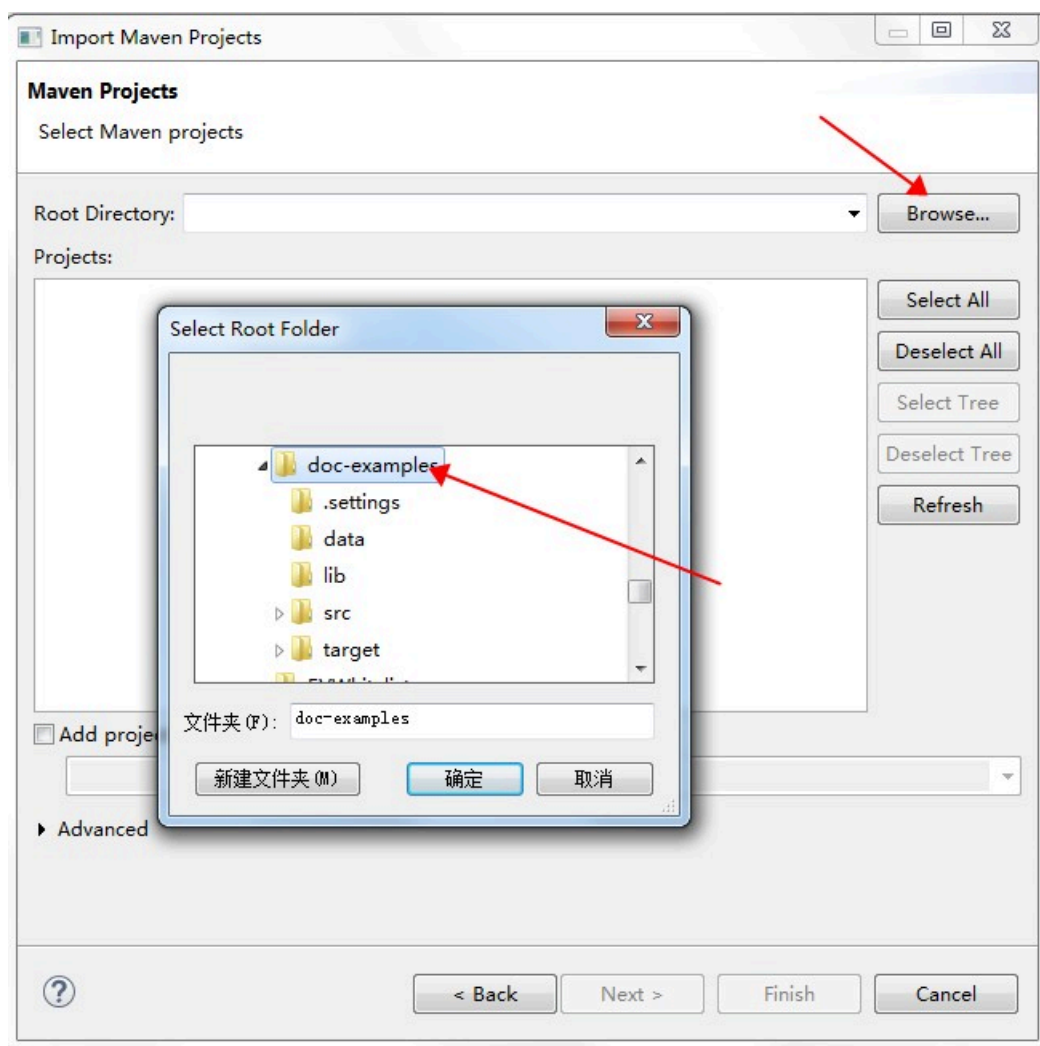 Import Maven Projects
Maven Projects
Select Maven projects
Root Directory:
Browse...
Projects:
Select All
Deselect All
Select Tree
Deselect Tree
Refresh
Select Root Folder
doc-examples
.settings
data
lib
src
target
文件夹(F): doc-examples
新建文件夹(M) 确定 取消
Add
Advanced
< Back Next > Finish Cancel